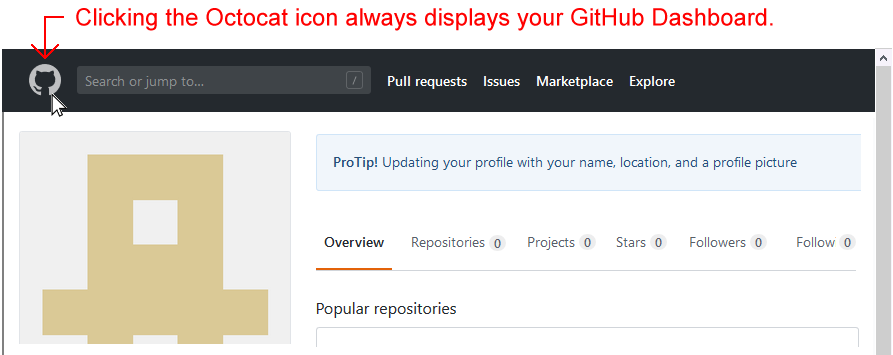 Clicking the Octocat icon always displays your GitHub Dashboard.
Search or jump to... / Pull requests Issues Marketplace Explore
ProTip! Updating your profile with your name, location, and a profile picture
Overview Repositories 0 Projects 0 Stars 0 Followers 0 Follow 0
Popular repositories